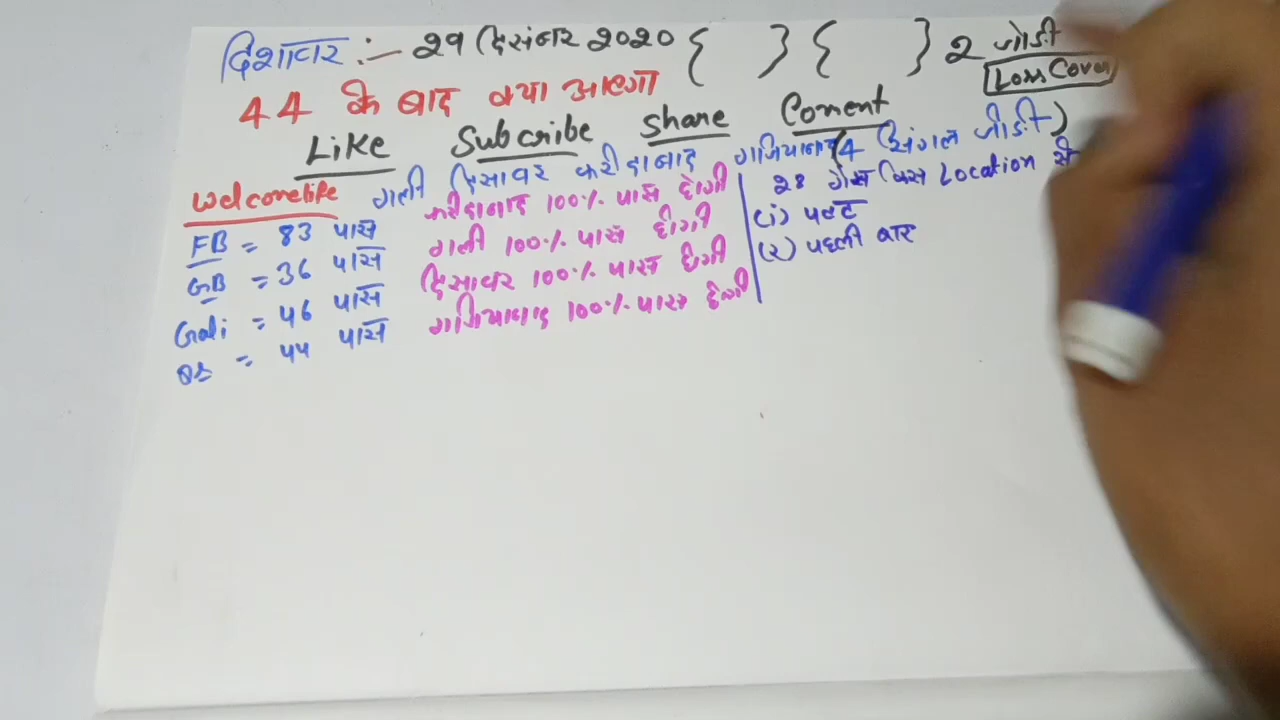 दिशावर :- 29 दिसंबर 2020 { } { } 2 जोडी
Loss Cover
44 के बाद क्या आएगा
Like Subcribe Share Coment
Welcomelife गली दिसावर फरीदाबाद गाजियाबाद (4 सिंगल जोडी)
FB = 83 पास
GB = 36 पास
Gali = 46 पास
DS = 44 पास
फरीदाबाद 100% पास होगी
गली 100% पास होगी
दिसावर 100% पास होगी
गाजियाबाद 100% पास होगी
28 गेस किस Location से
(1) पलट
(2) पहली बार